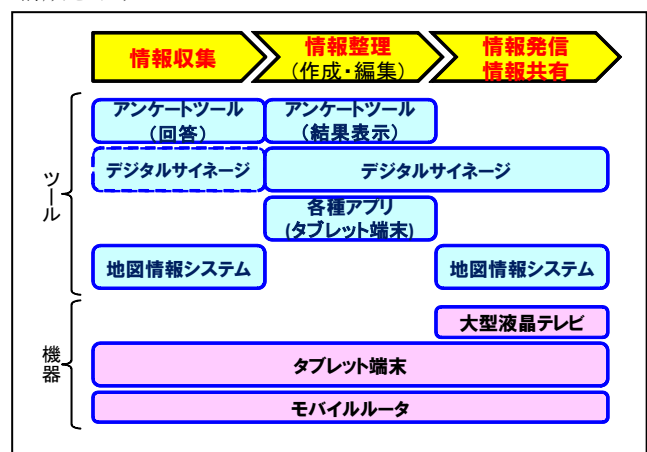 情報収集
情報整理
(作成・編集)
情報発信
情報共有
ツール
アンケートツール
(回答)
アンケートツール
(結果表示)
デジタルサイネージ
デジタルサイネージ
各種アプリ
(タブレット端末)
地図情報システム
地図情報システム
機器
大型液晶テレビ
タブレット端末
モバイルルータ